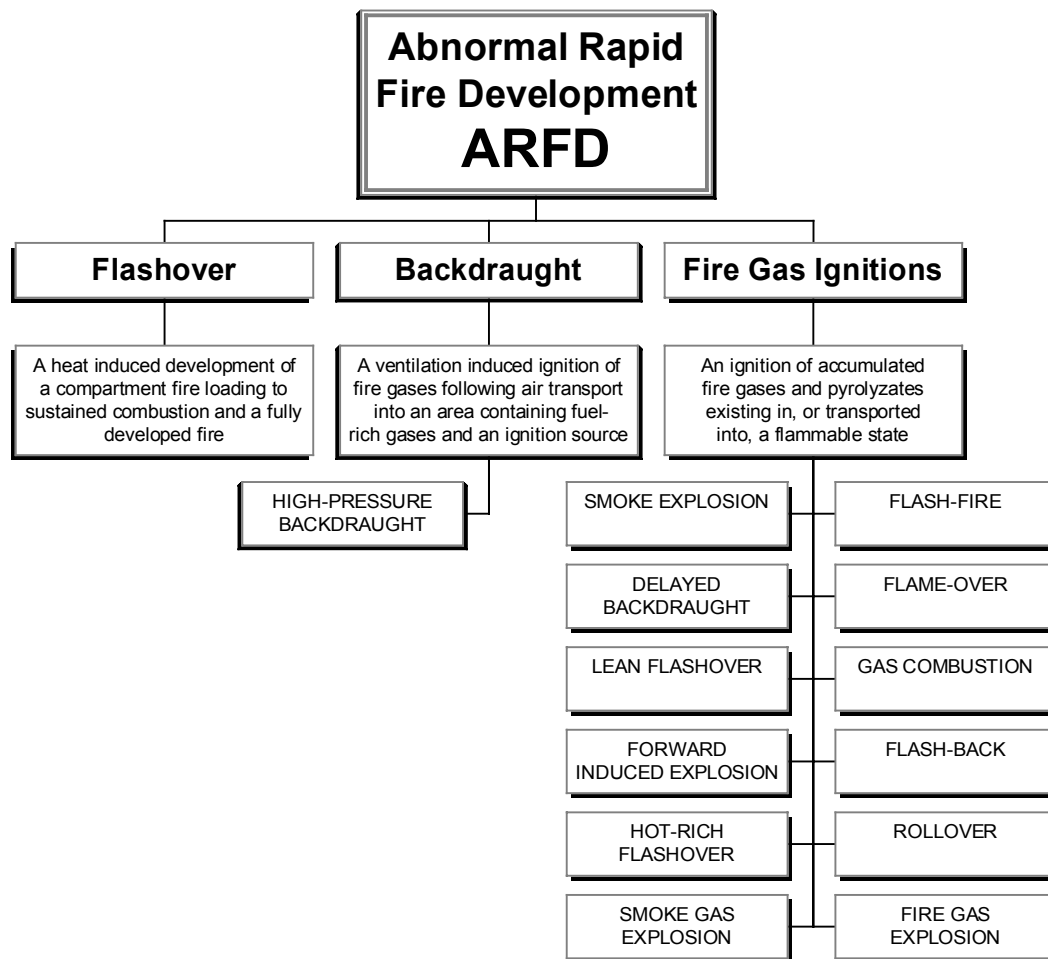 Abnormal Rapid
Fire Development
ARFD
Flashover
Backdraught
Fire Gas Ignitions
A heat induced development of
a compartment fire loading to
sustained combustion and a fully
developed fire
A ventilation induced ignition of
fire gases following air transport
into an area containing fuel-
rich gases and an ignition source
An ignition of accumulated
fire gases and pyrolyzates
existing in, or transported
into, a flammable state
HIGH-PRESSURE
BACKDRAUGHT
SMOKE EXPLOSION
FLASH-FIRE
DELAYED
BACKDRAUGHT
FLAME-OVER
LEAN FLASHOVER
GAS COMBUSTION
FORWARD
INDUCED EXPLOSION
FLASH-BACK
HOT-RICH
FLASHOVER
ROLLOVER
SMOKE GAS
EXPLOSION
FIRE GAS
EXPLOSION